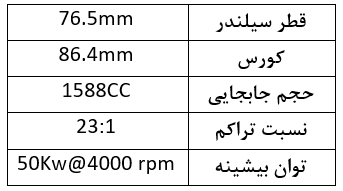 قطر سیلندر 76.5mm
کورس 86.4mm
حجم جابجایی 1588CC
نسبت تراکم 23:1
توان بیشینه 50Kw@4000 rpm